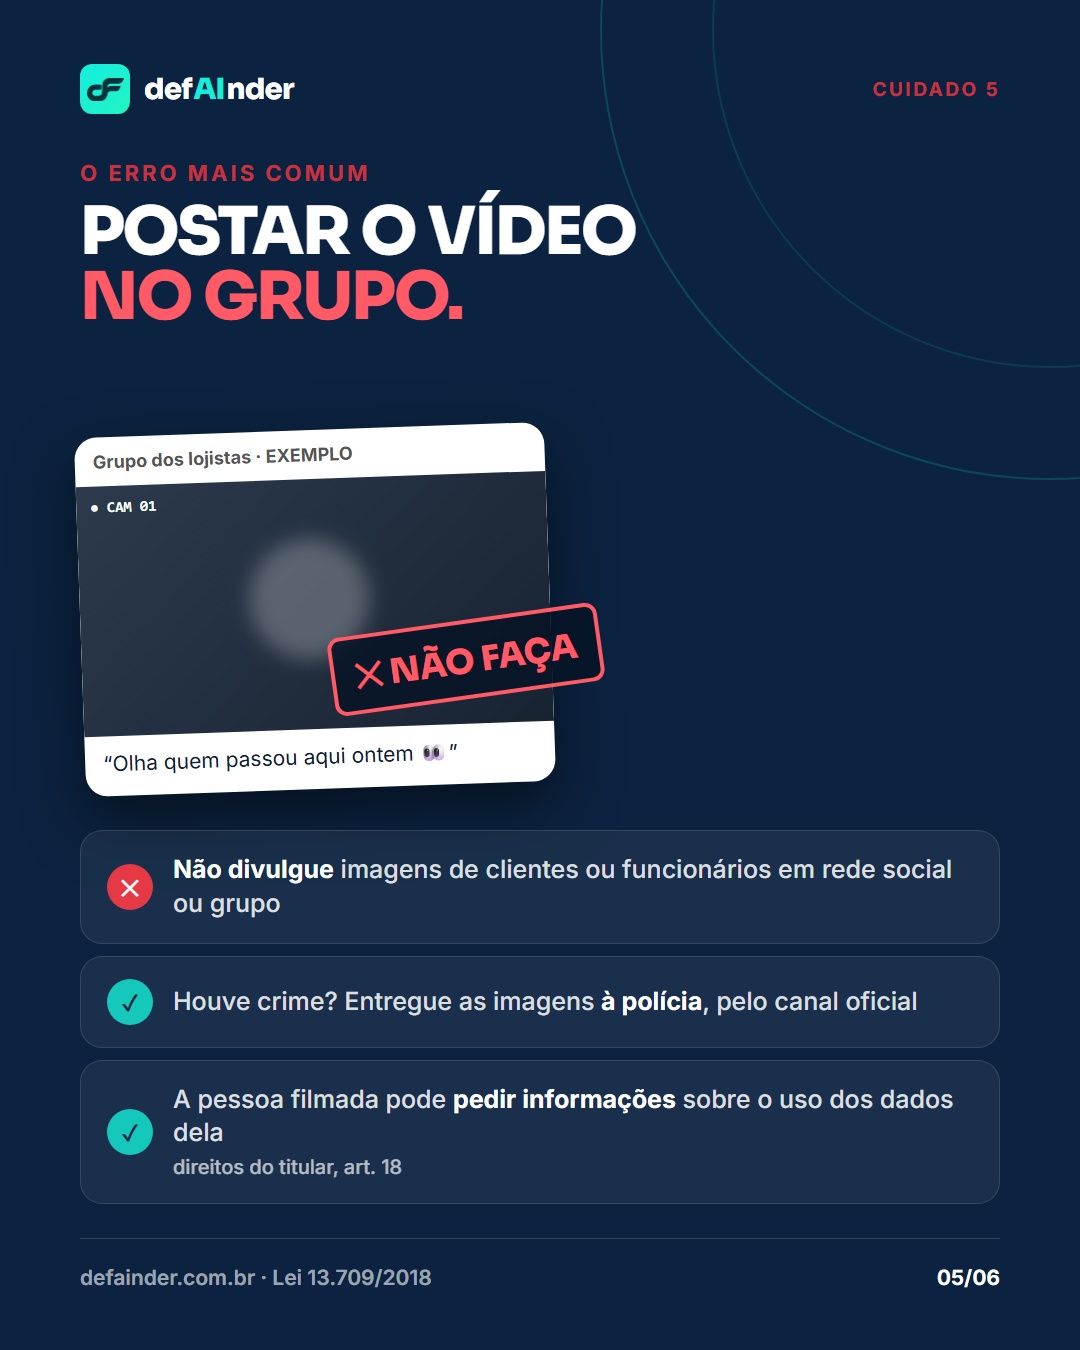 defAInder
CUIDADO 5
O ERRO MAIS COMUM
POSTAR O VÍDEO
NO GRUPO.
Grupo dos lojistas · EXEMPLO
● CAM 01
✕ NÃO FAÇA
“Olha quem passou aqui ontem 👀”
✕ Não divulgue imagens de clientes ou funcionários em rede social
ou grupo
✓ Houve crime? Entregue as imagens à polícia, pelo canal oficial
✓ A pessoa filmada pode pedir informações sobre o uso dos dados
dela
direitos do titular, art. 18
defainder.com.br · Lei 13.709/2018
05/06